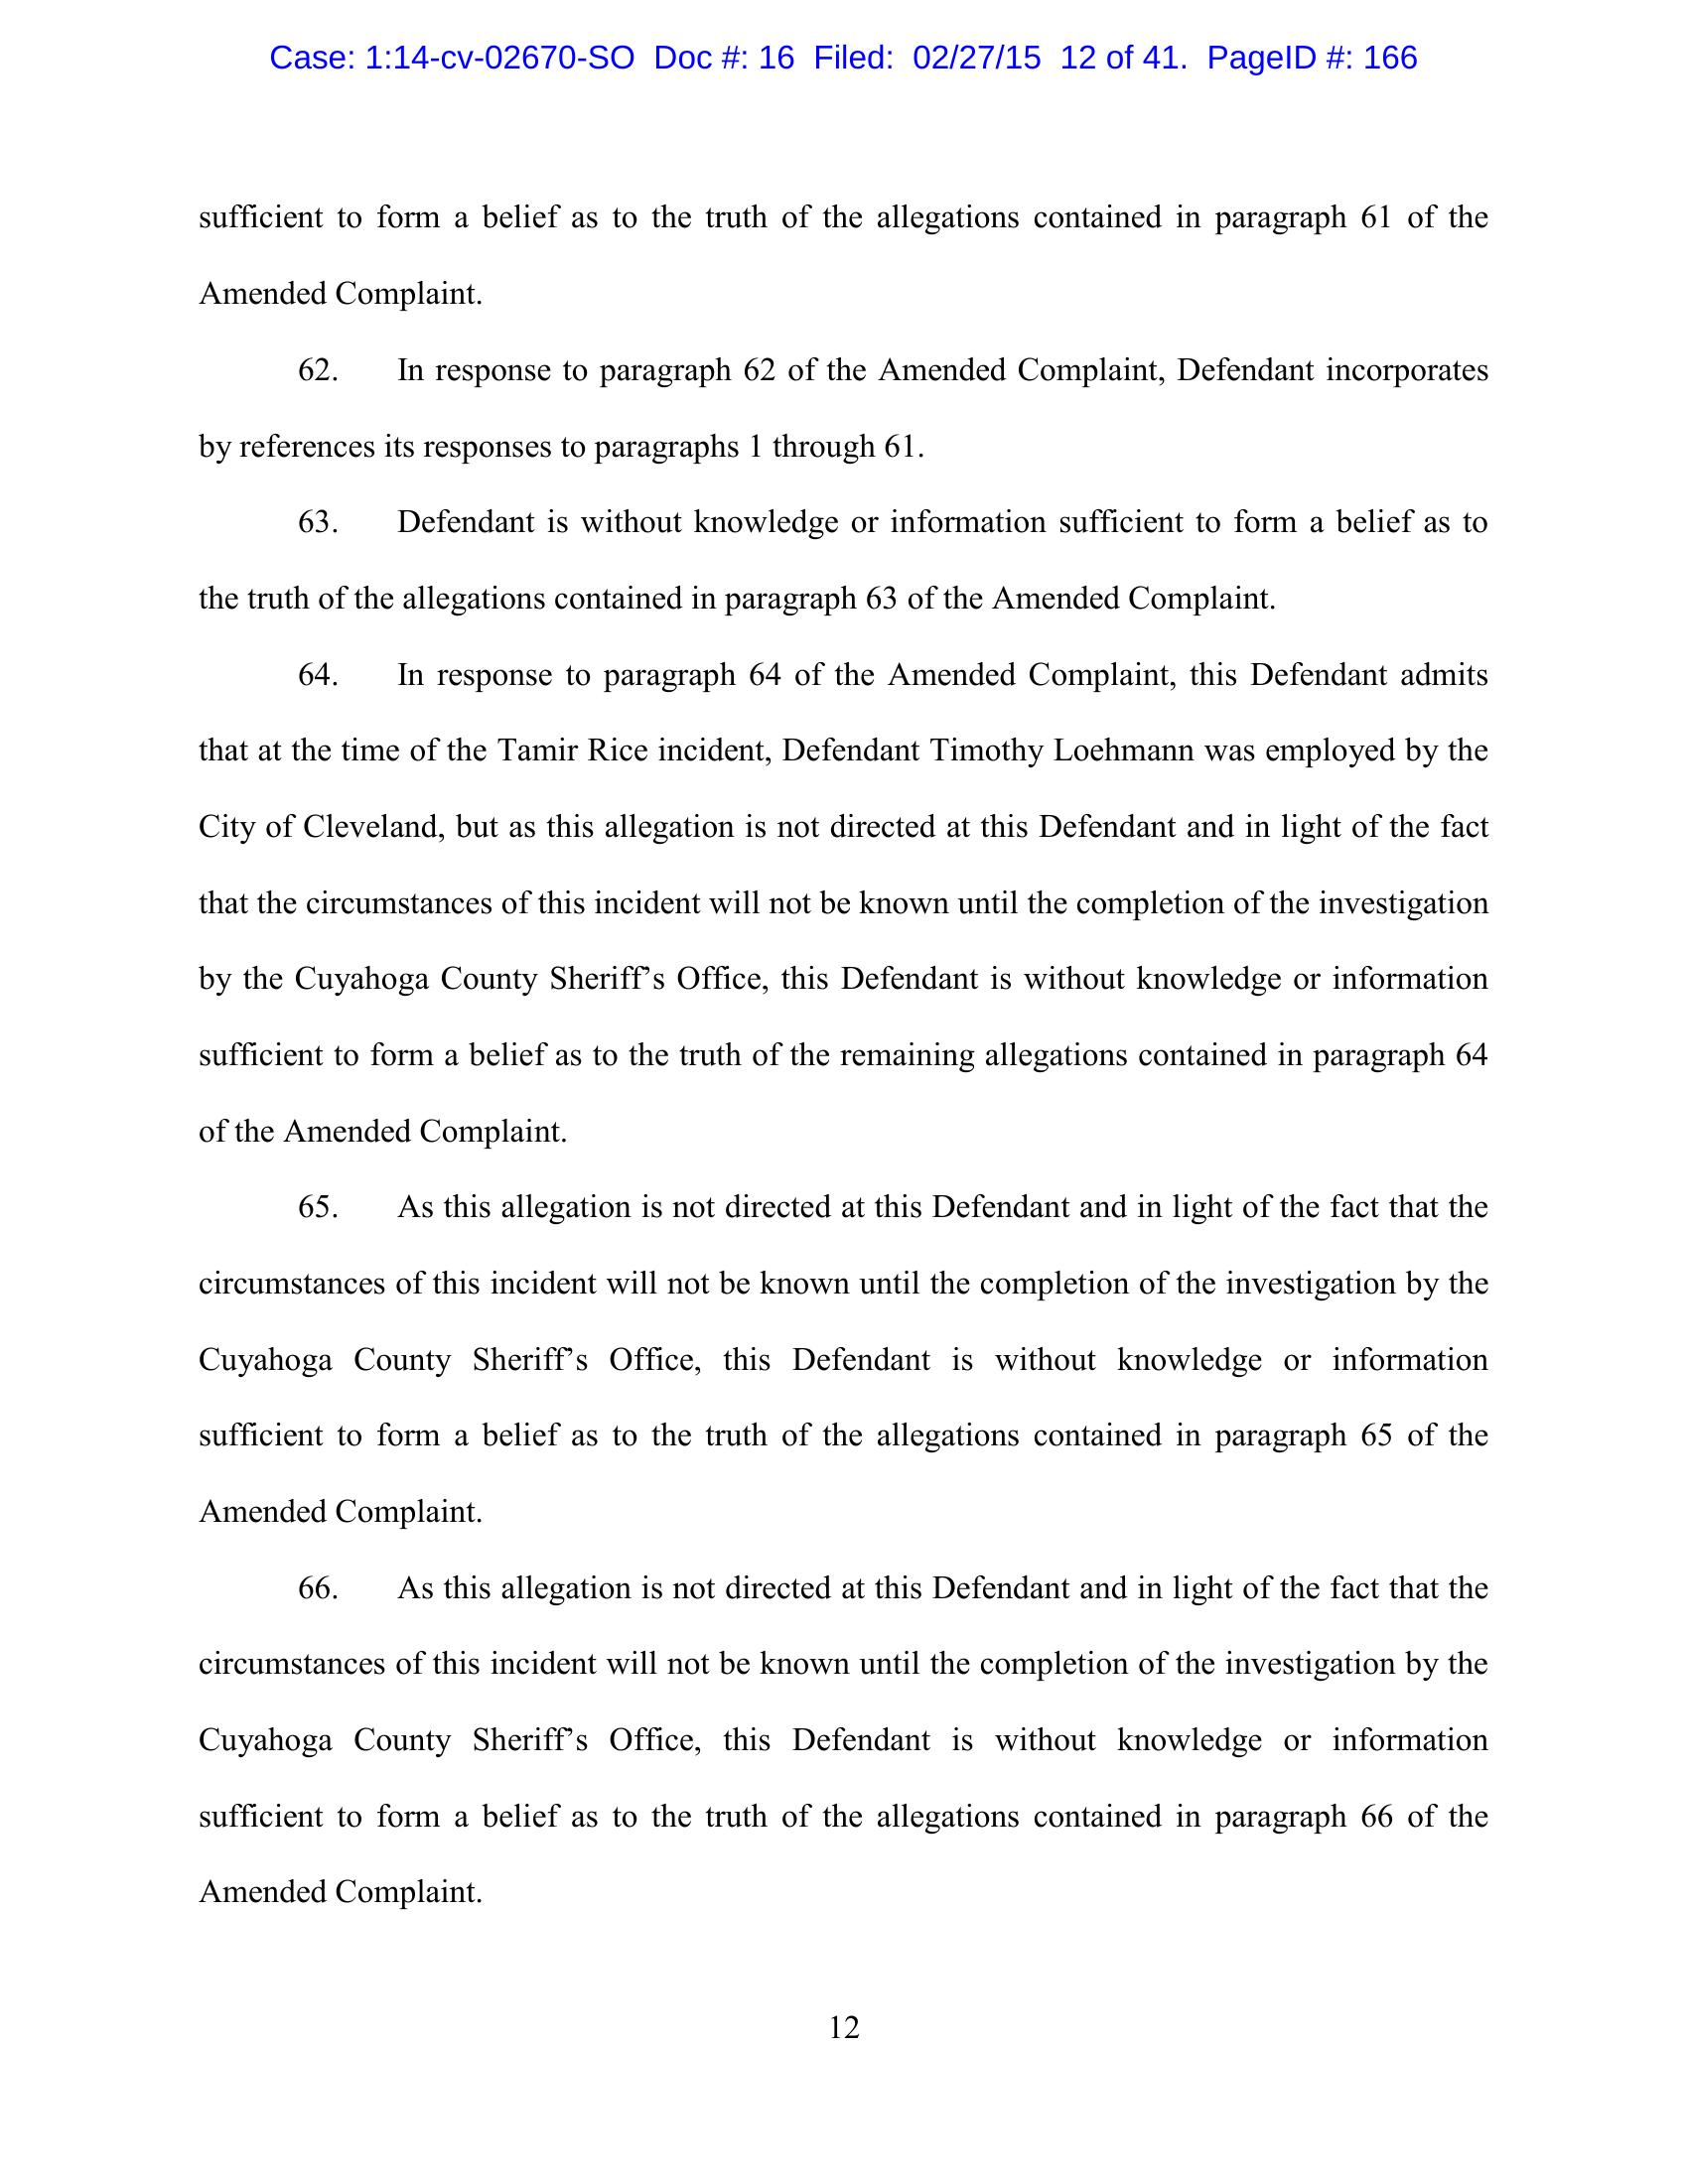 Case: 1:14-cv-02670-SO Doc #: 16 Filed: 02/27/15 12 of 41. PageID #: 166
sufficient to form a belief as to the truth of the allegations contained in paragraph 61 of the
Amended Complaint.
62. In response to paragraph 62 of the Amended Complaint, Defendant incorporates
by references its responses to paragraphs 1 through 61.
63. Defendant is without knowledge or information sufficient to form a belief as to
the truth of the allegations contained in paragraph 63 of the Amended Complaint.
64. In response to paragraph 64 of the Amended Complaint, this Defendant admits
that at the time of the Tamir Rice incident, Defendant Timothy Loehmann was employed by the
City of Cleveland, but as this allegation is not directed at this Defendant and in light of the fact
that the circumstances of this incident will not be known until the completion of the investigation
by the Cuyahoga County Sheriff’s Office, this Defendant is without knowledge or information
sufficient to form a belief as to the truth of the remaining allegations contained in paragraph 64
of the Amended Complaint.
65. As this allegation is not directed at this Defendant and in light of the fact that the
circumstances of this incident will not be known until the completion of the investigation by the
Cuyahoga County Sheriff’s Office, this Defendant is without knowledge or information
sufficient to form a belief as to the truth of the allegations contained in paragraph 65 of the
Amended Complaint.
66. As this allegation is not directed at this Defendant and in light of the fact that the
circumstances of this incident will not be known until the completion of the investigation by the
Cuyahoga County Sheriff’s Office, this Defendant is without knowledge or information
sufficient to form a belief as to the truth of the allegations contained in paragraph 66 of the
Amended Complaint.
12